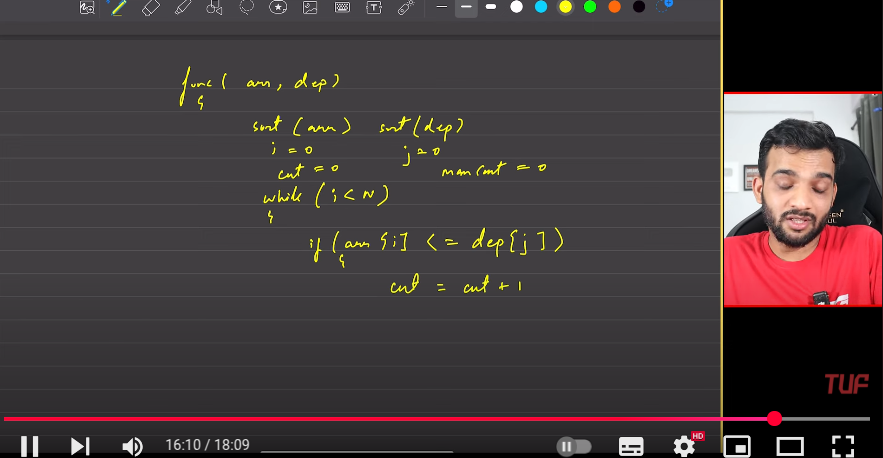 func( arr, dep)
{
sort (arr) sort(dep)
i = 0 j = 0
cnt = 0 maxCnt = 0
while (i < N)
{
if (arr[i] <= dep[j])
{
cnt = cnt + 1
TUF
16:10 / 18:09
HD